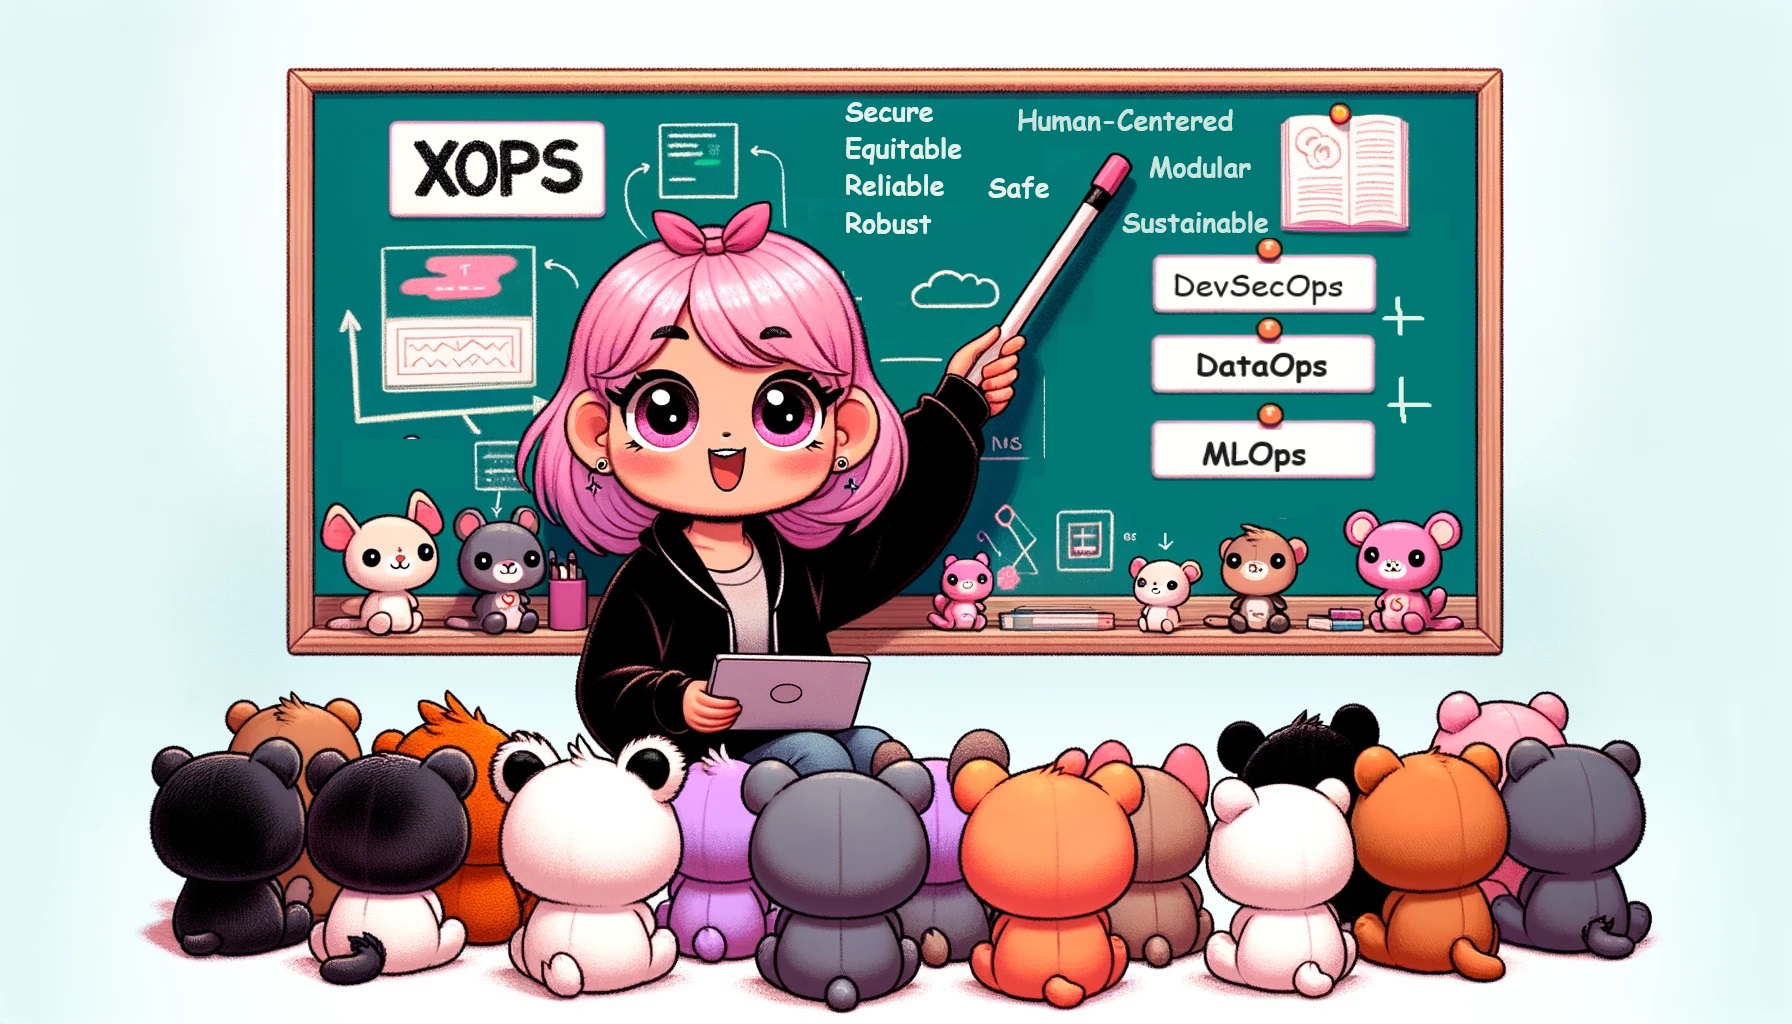 XOPS
Secure
Equitable
Reliable
Robust
Safe
Human-Centered
Modular
Sustainable
DevSecOps
DataOps
MLOps